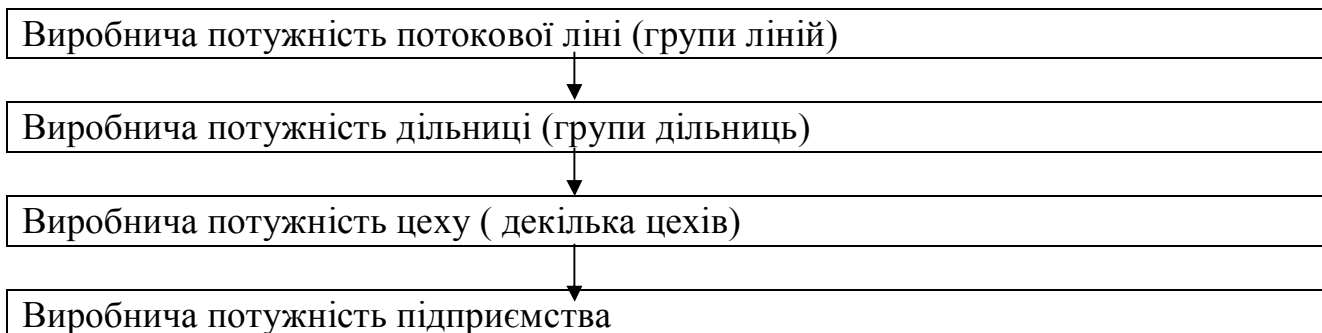 Виробнича потужність потокової ліні (групи ліній)
Виробнича потужність дільниці (групи дільниць)
Виробнича потужність цеху ( декілька цехів)
Виробнича потужність підприємства